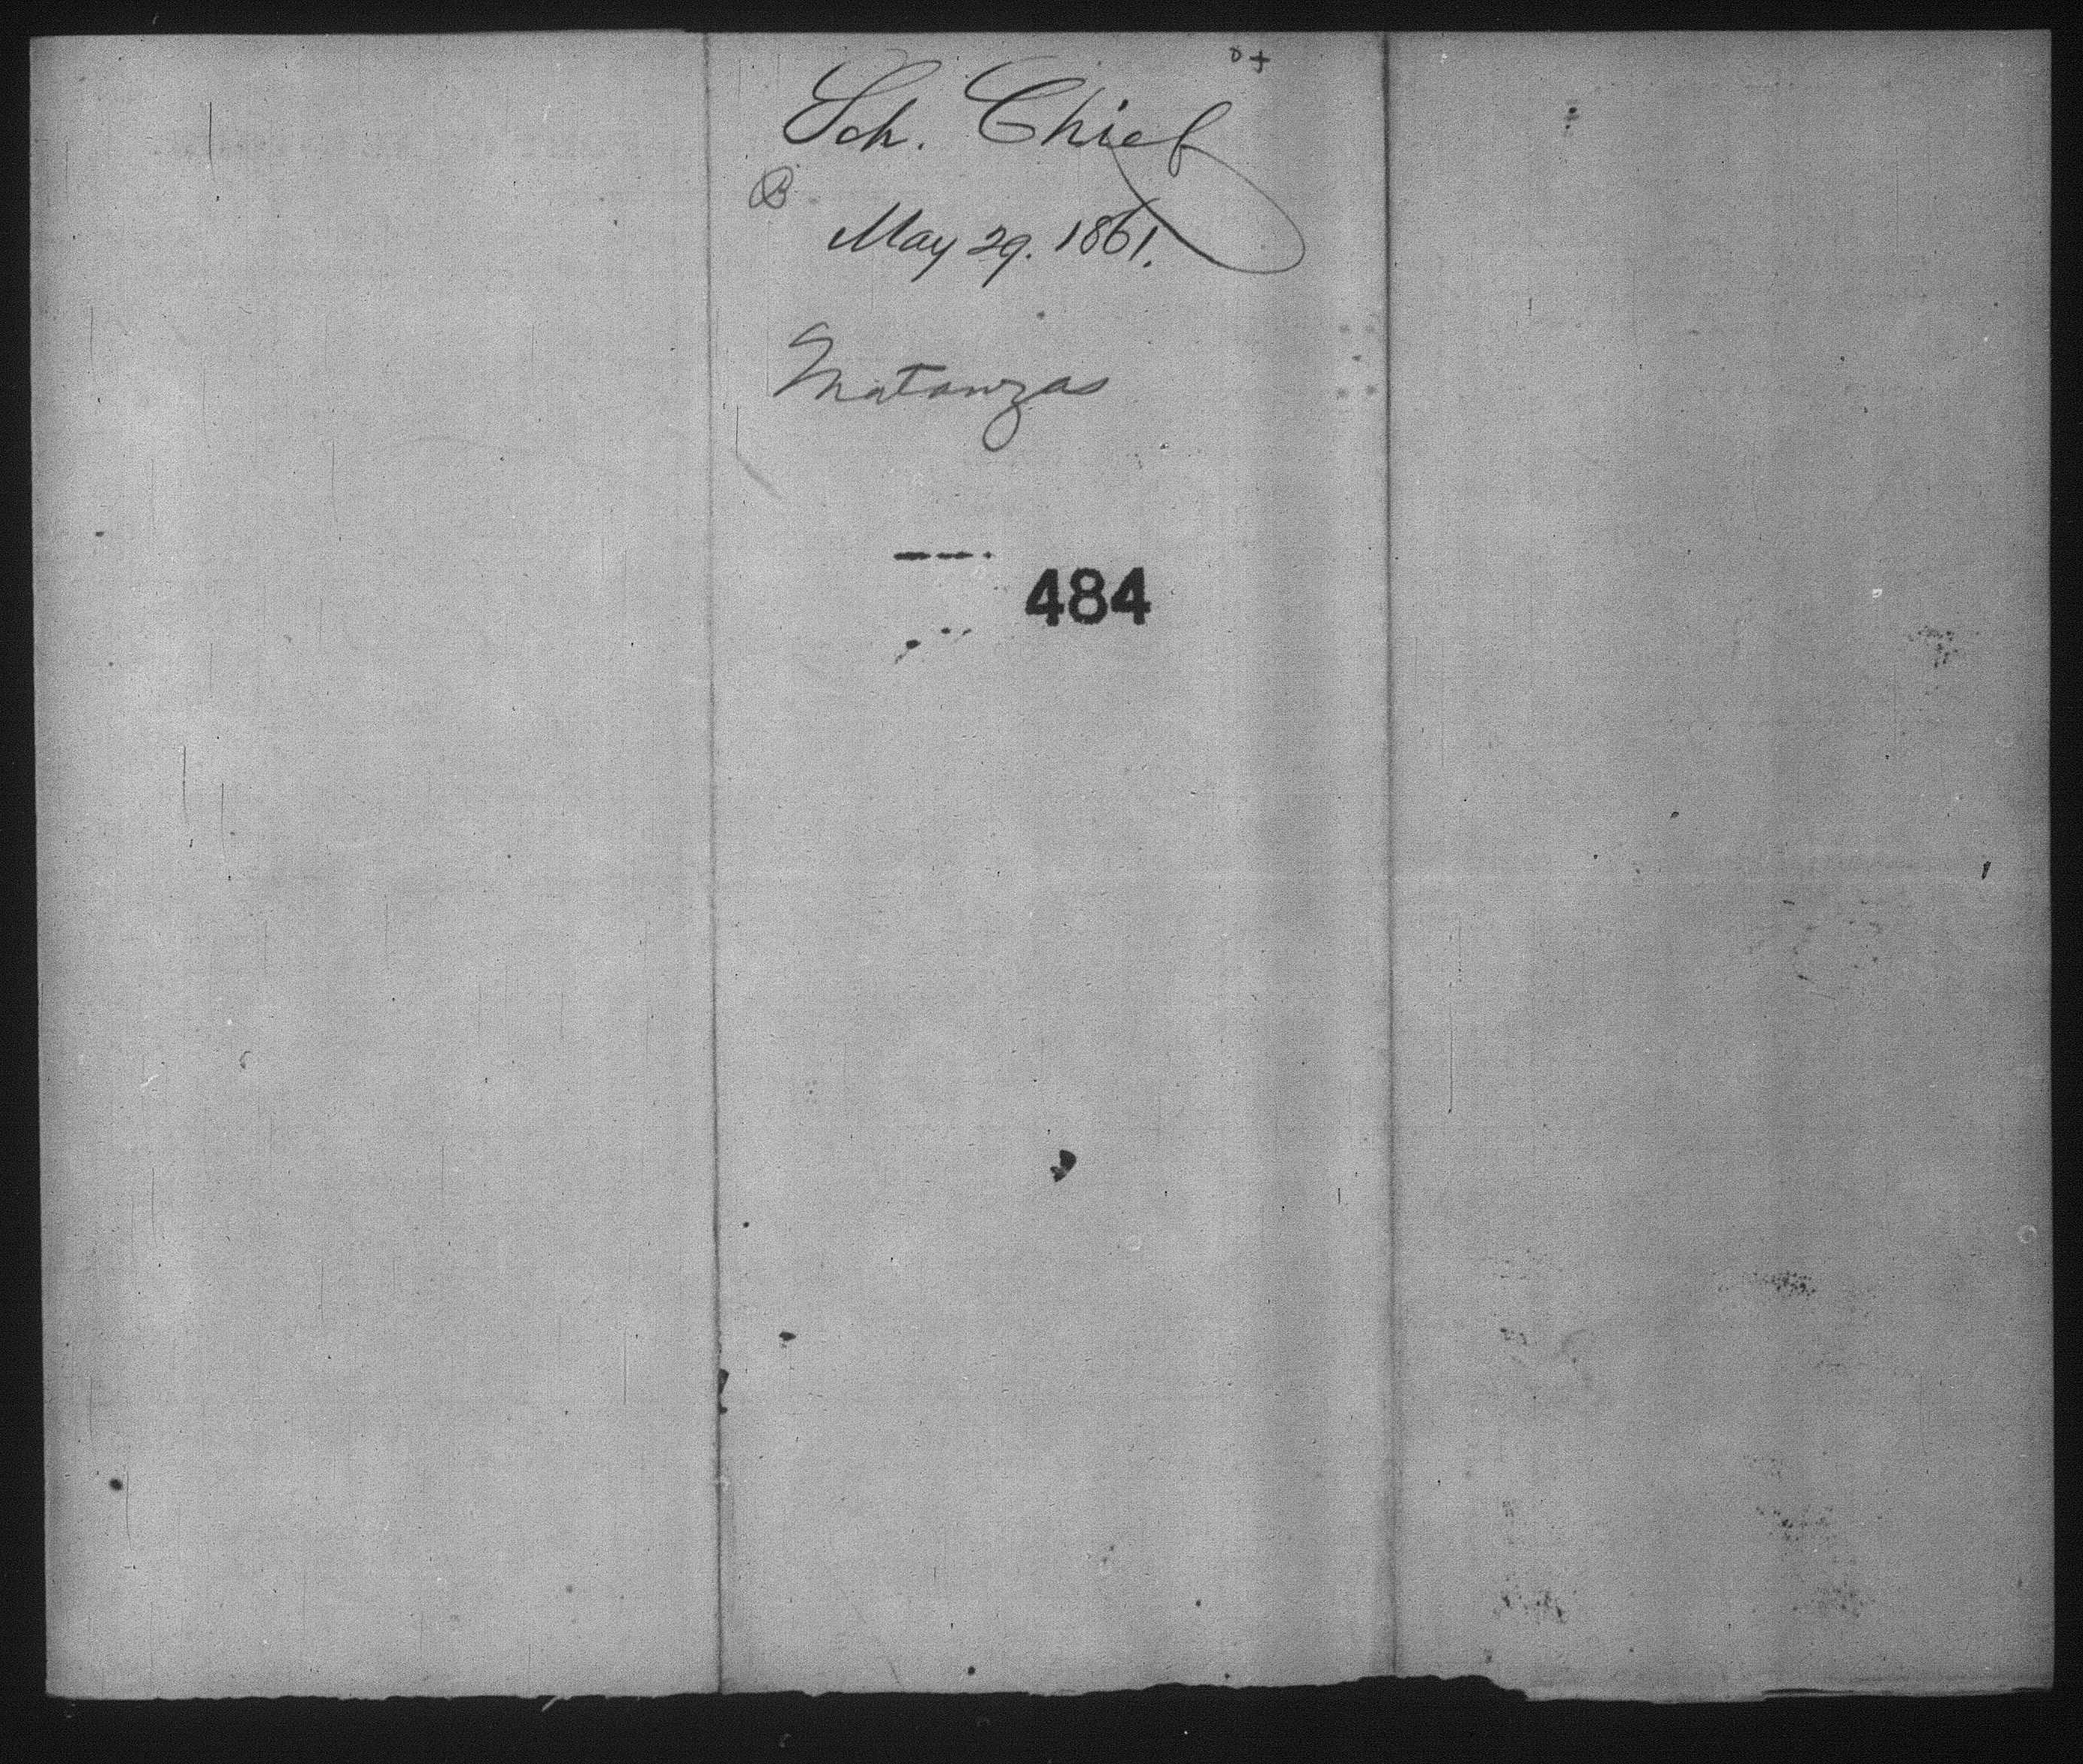 Sch. Chief
B
May 29. 1861.
Matanzas
484